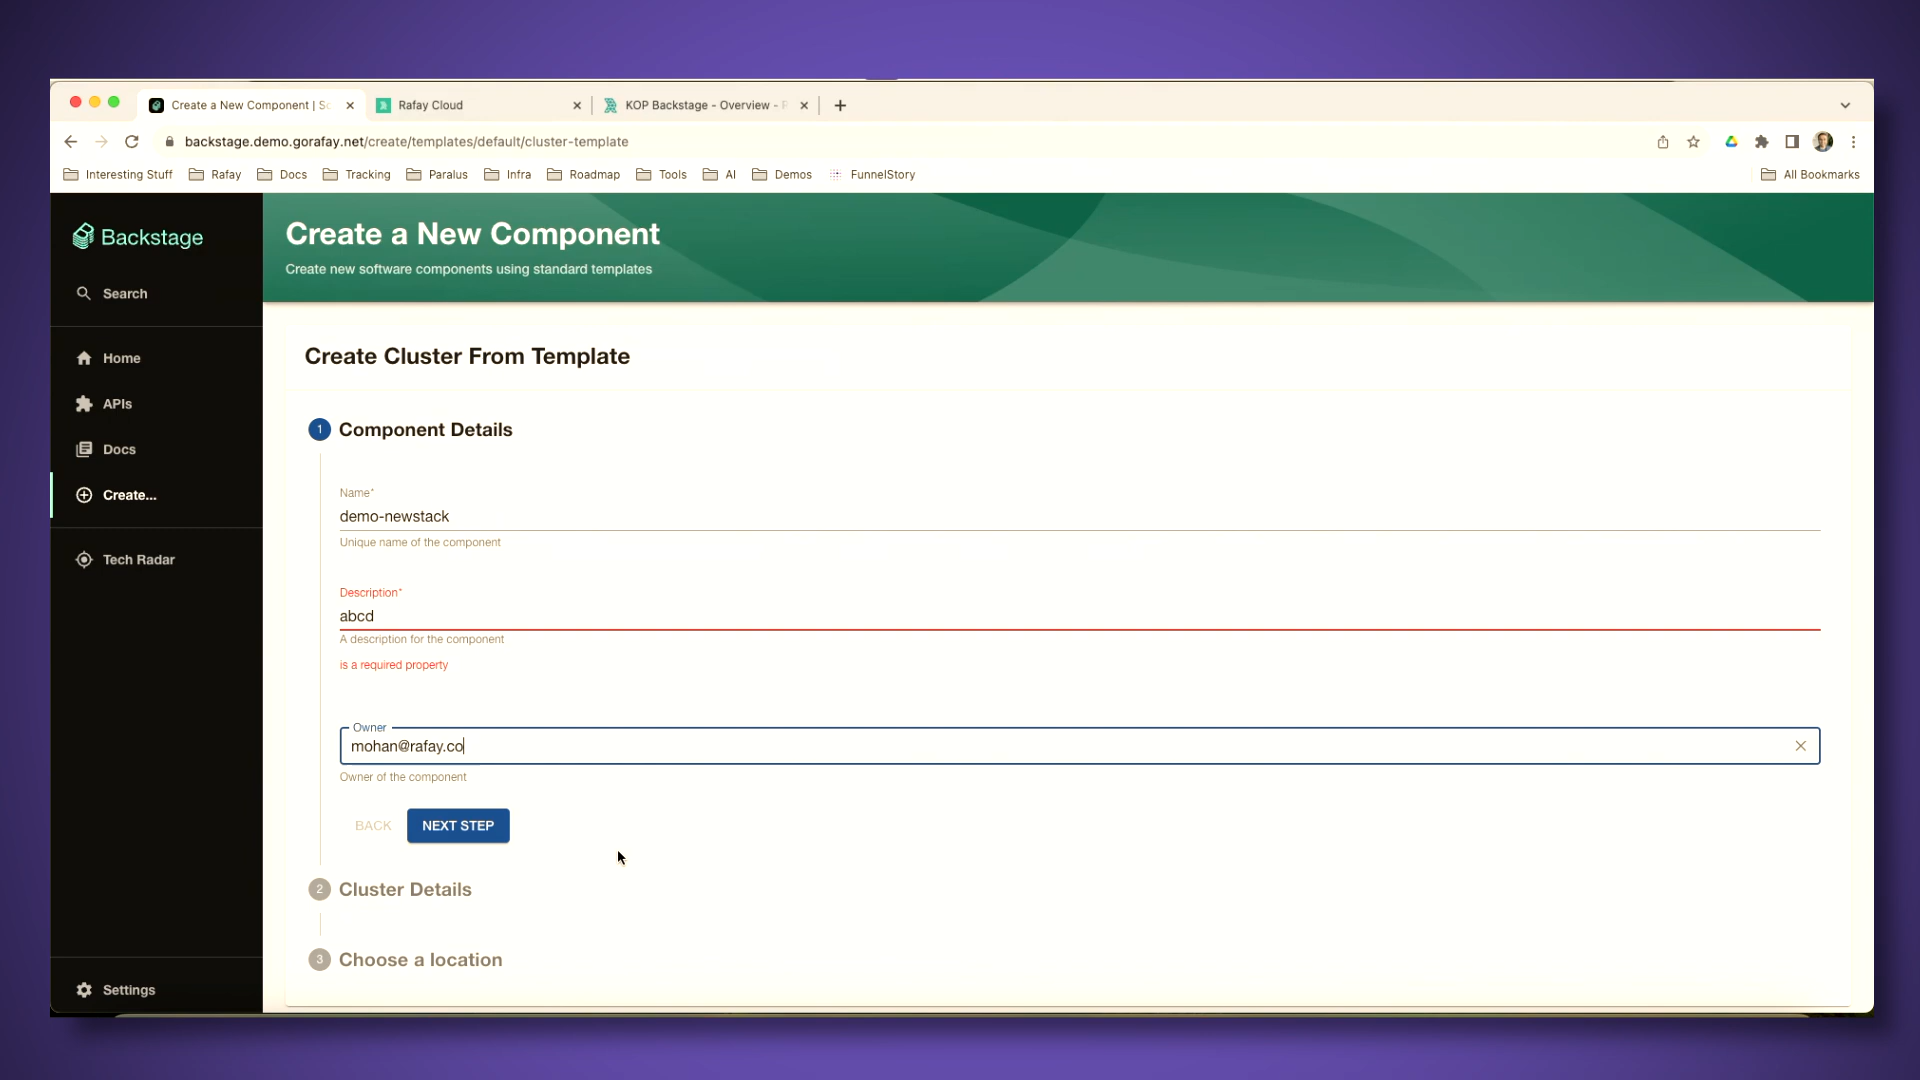 Create a New Component | Sc
Rafay Cloud
KOP Backstage - Overview - R
backstage.demo.gorafay.net/create/templates/default/cluster-template
Interesting Stuff
Rafay
Docs
Tracking
Paralus
Infra
Roadmap
Tools
AI
Demos
FunnelStory
All Bookmarks
Backstage
Search
Home
APIs
Docs
Create...
Tech Radar
Settings
Create a New Component
Create new software components using standard templates
Create Cluster From Template
1 Component Details
Name*
demo-newstack
Unique name of the component
Description*
abcd
A description for the component
is a required property
Owner
mohan@rafay.co
Owner of the component
BACK
NEXT STEP
2 Cluster Details
3 Choose a location